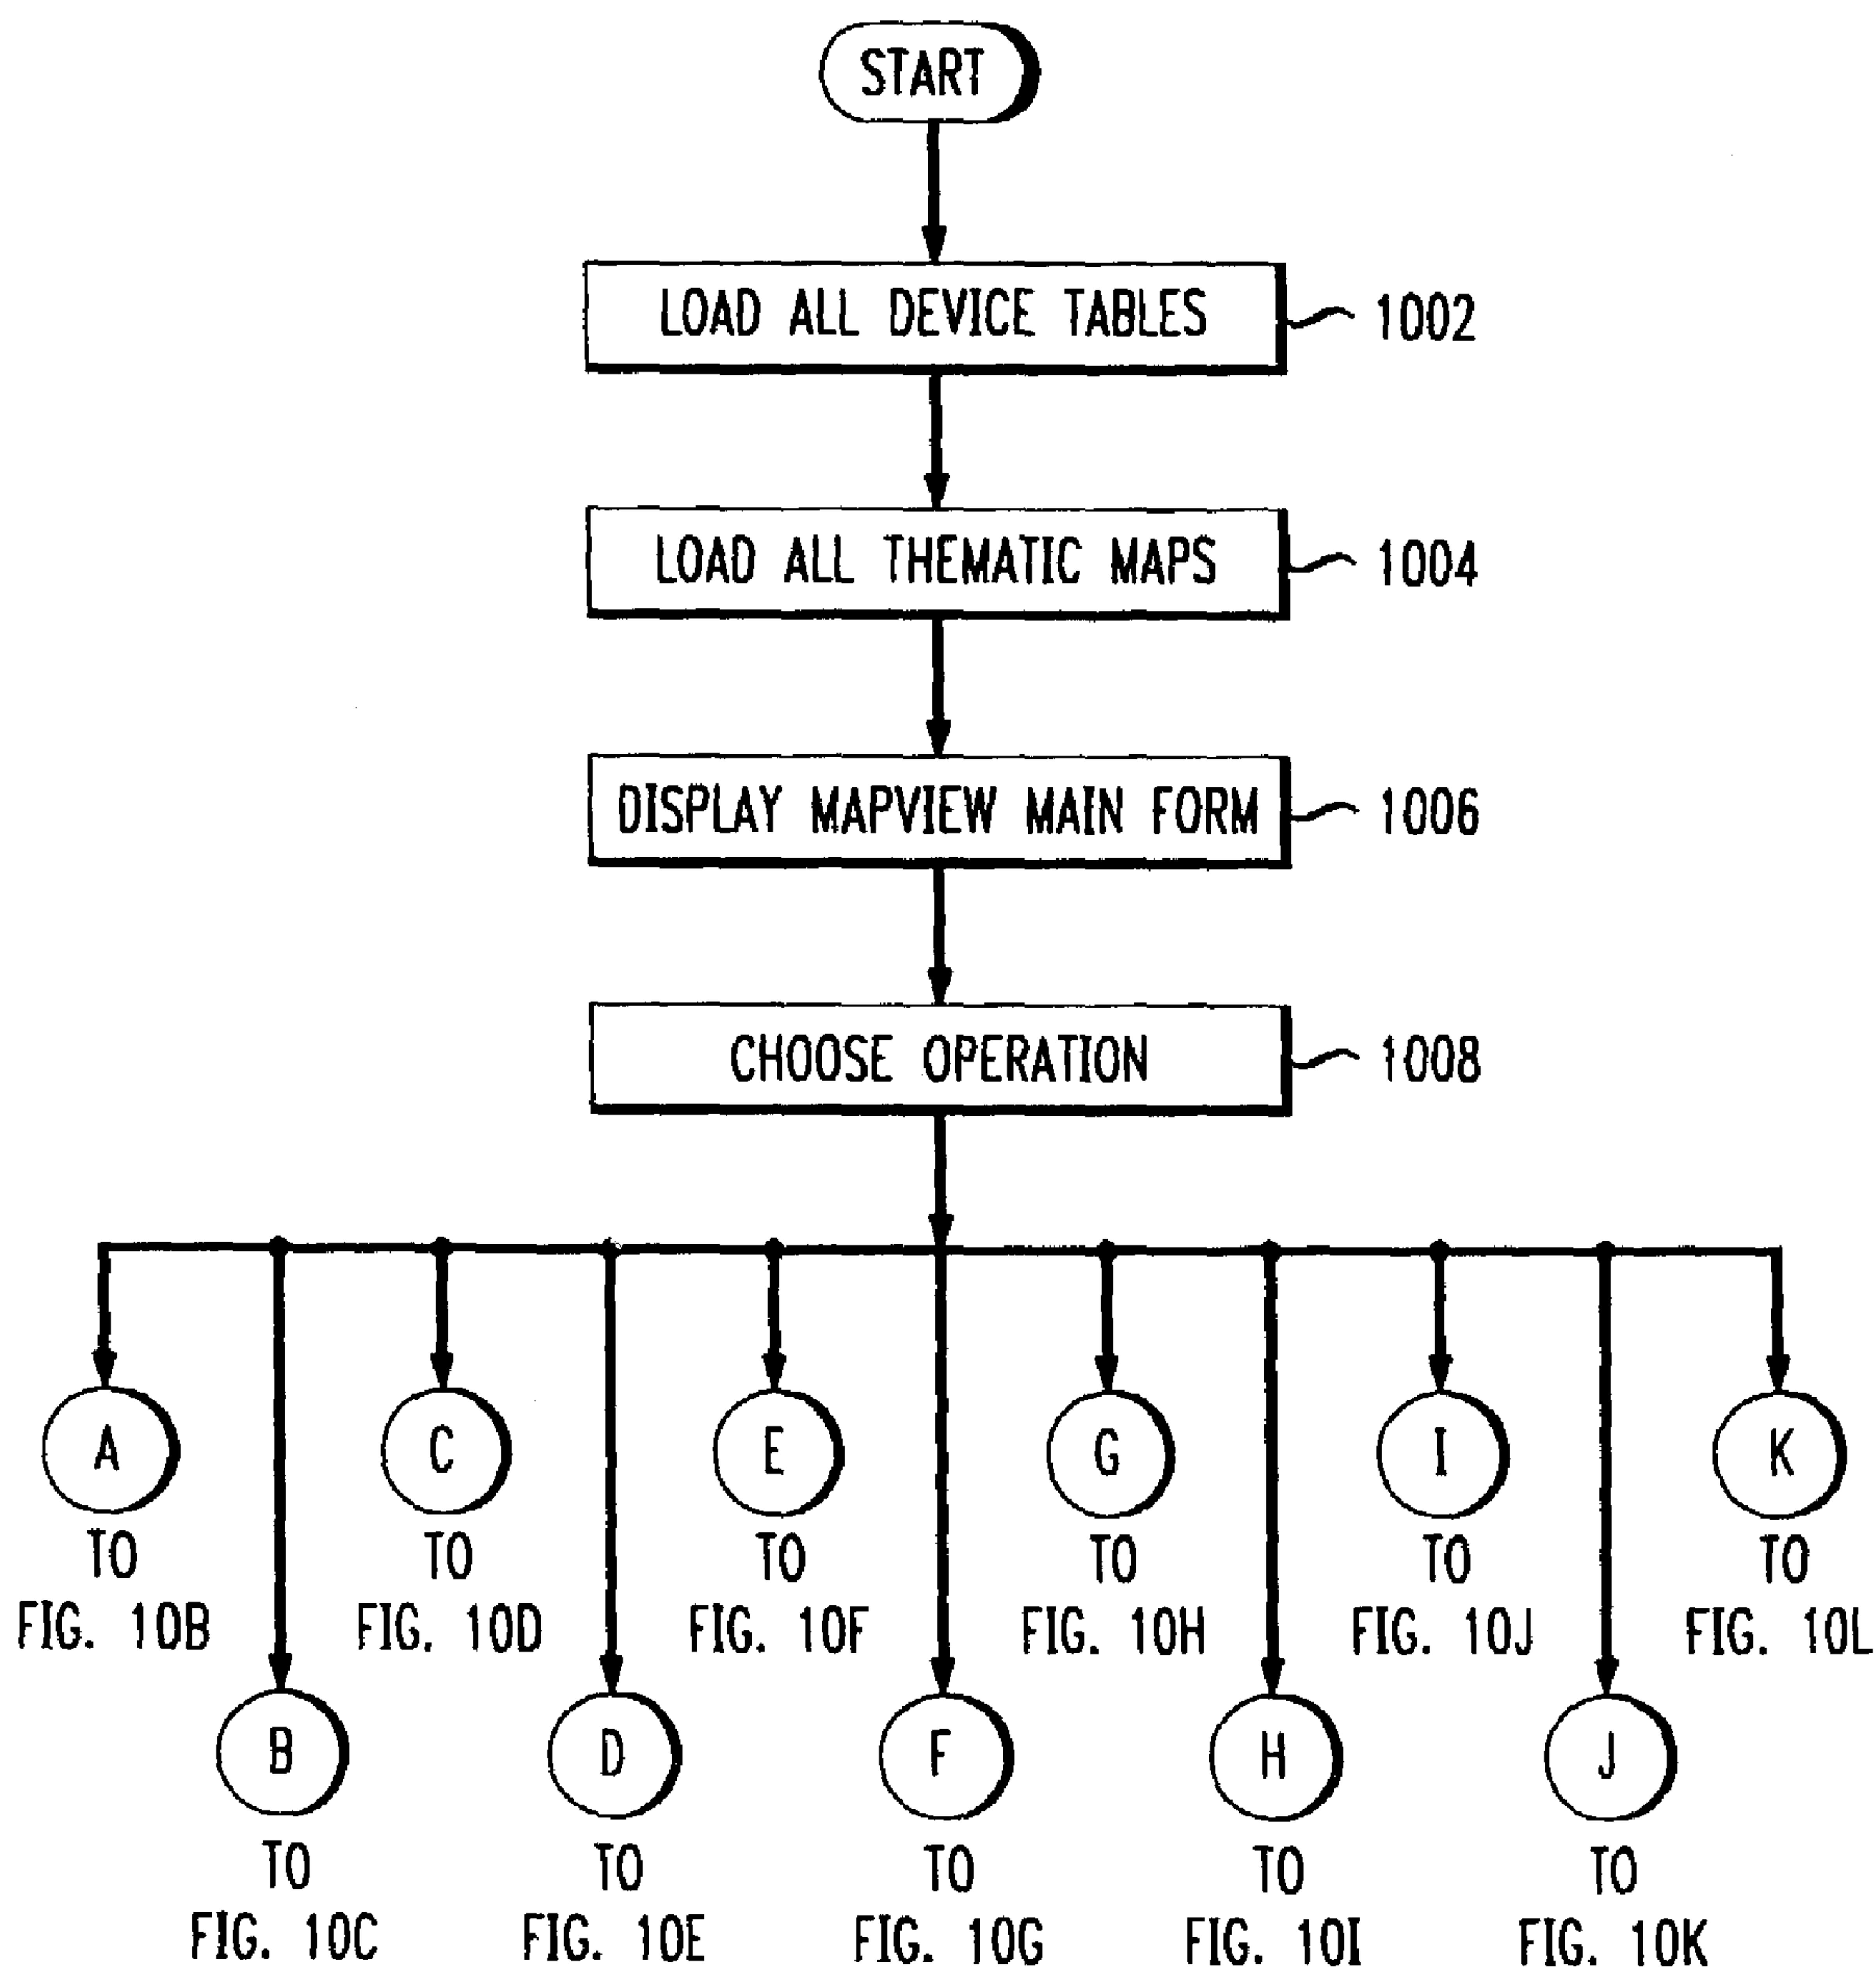 START
LOAD ALL DEVICE TABLES
1002
LOAD ALL THEMATIC MAPS
1004
DISPLAY MAPVIEW MAIN FORM
1006
CHOOSE OPERATION
1008
A
TO
FIG. 10B
B
TO
FIG. 10C
C
TO
FIG. 10D
D
TO
FIG. 10E
E
TO
FIG. 10F
F
TO
FIG. 10G
G
TO
FIG. 10H
H
TO
FIG. 10I
I
TO
FIG. 10J
J
TO
FIG. 10K
K
TO
FIG. 10L